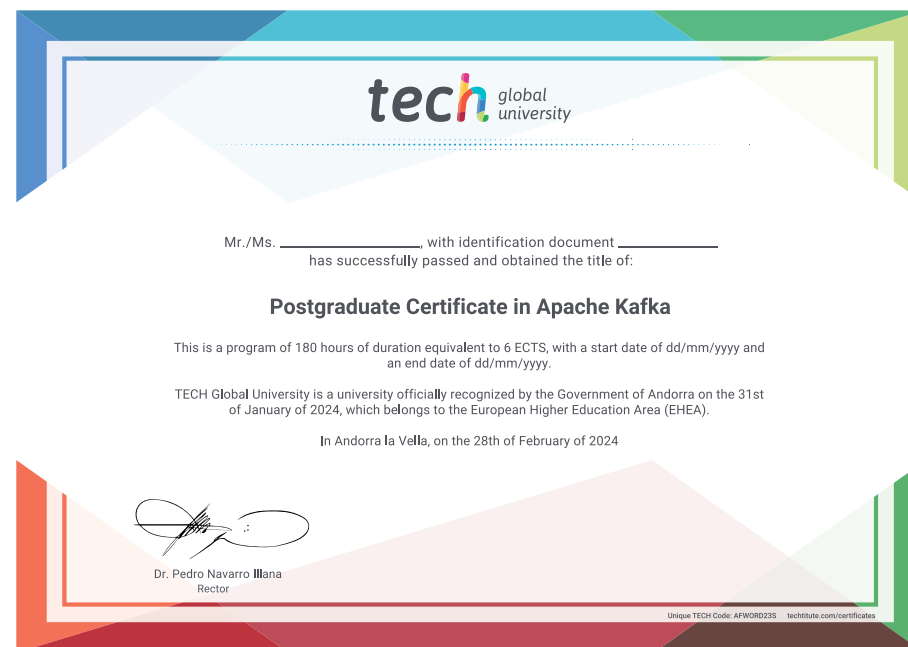 tech global
university
Mr./Ms. ____________, with identification document ____________
has successfully passed and obtained the title of:
Postgraduate Certificate in Apache Kafka
This is a program of 180 hours of duration equivalent to 6 ECTS, with a start date of dd/mm/yyyy and
an end date of dd/mm/yyyy.
TECH Global University is a university officially recognized by the Government of Andorra on the 31st
of January of 2024, which belongs to the European Higher Education Area (EHEA).
In Andorra la Vella, on the 28th of February of 2024
Dr. Pedro Navarro Illana
Rector
Unique TECH Code: AFWORD23S techtitute.com/certificates